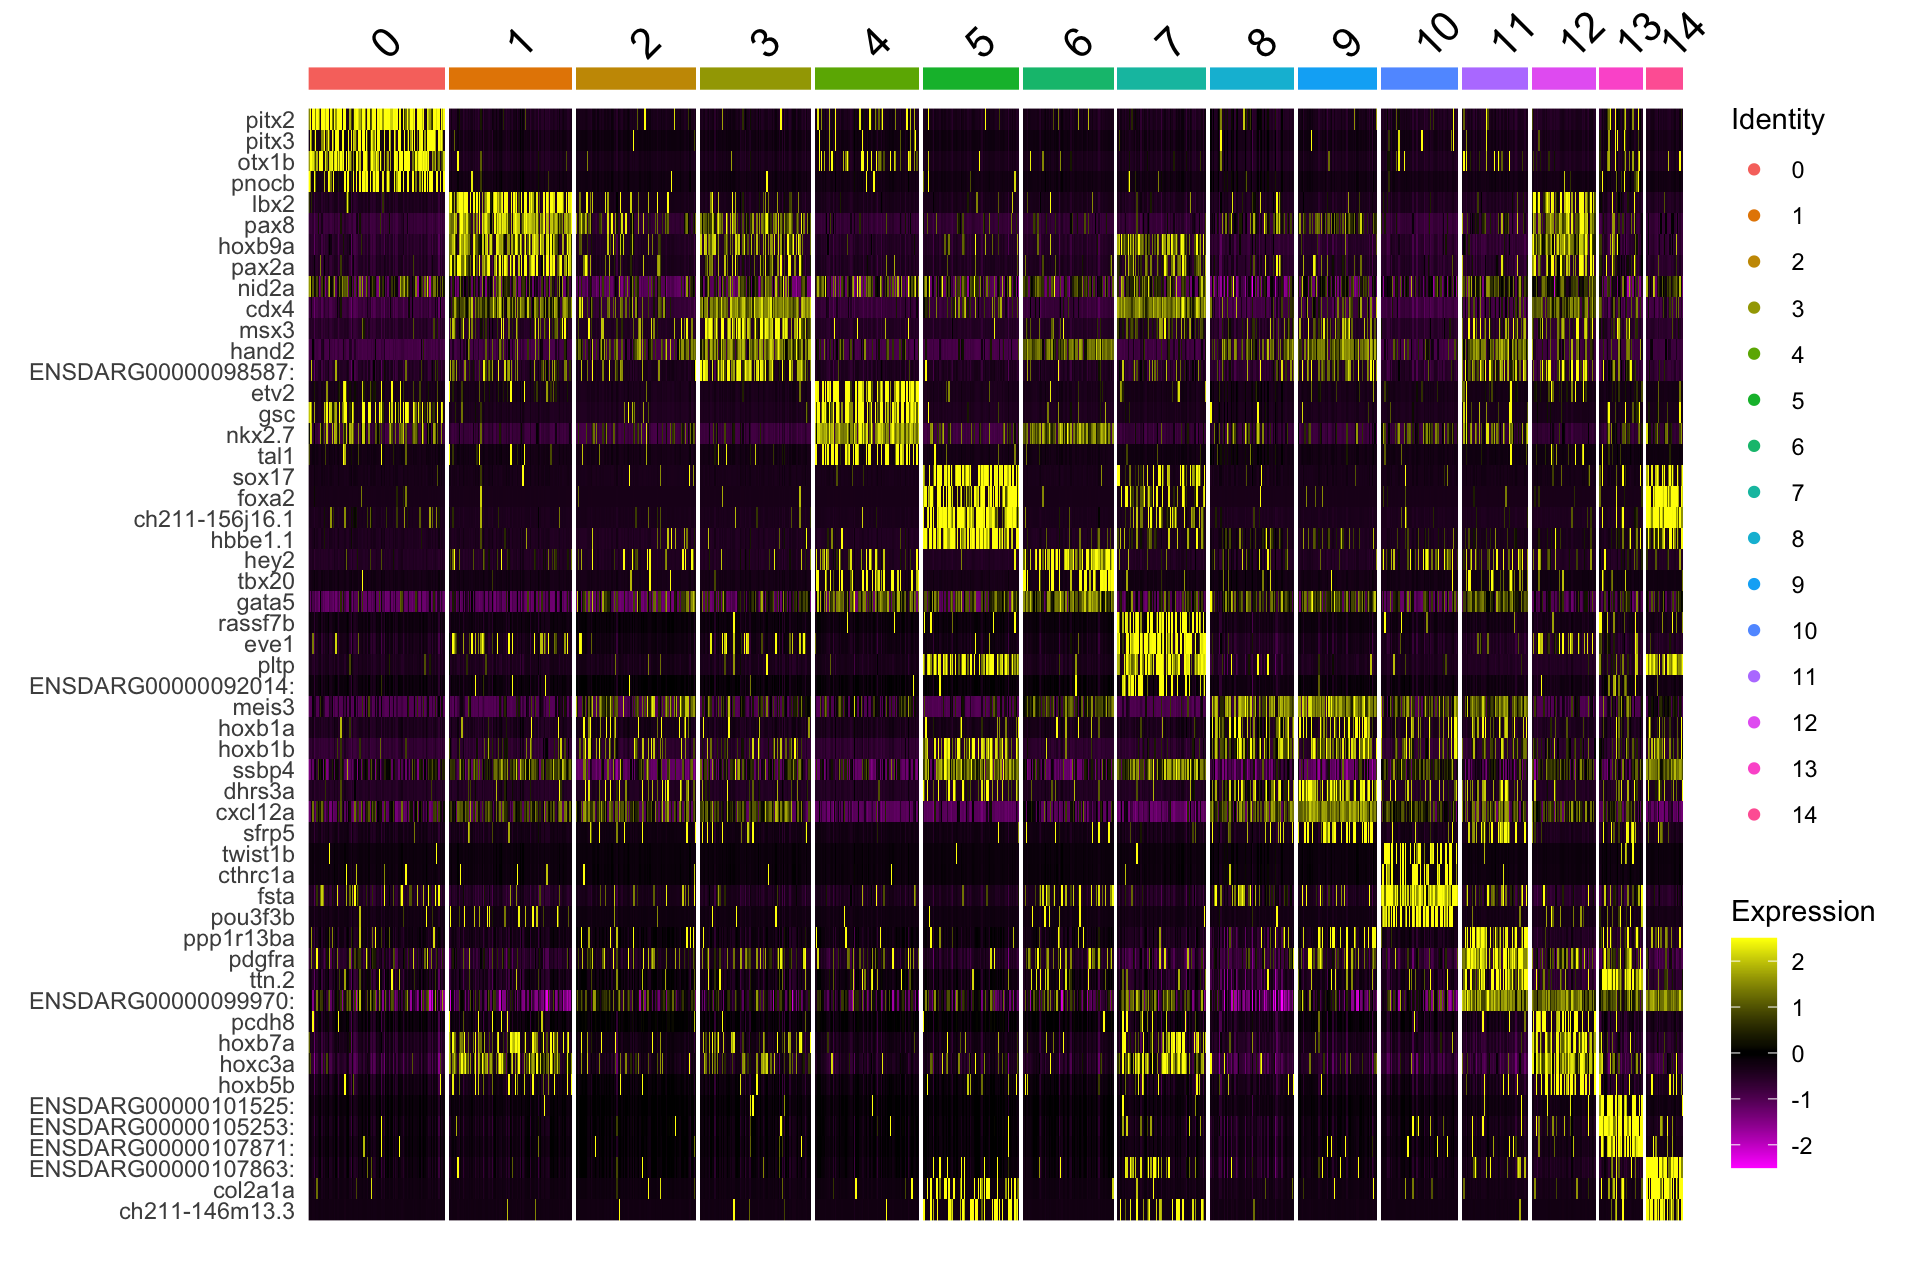 0 1 2 3 4 5 6 7 8 9 10 11 12 13 14
pitx2
pitx3
otx1b
pnocb
lbx2
pax8
hoxb9a
pax2a
nid2a
cdx4
msx3
hand2
ENSDARG00000098587:
etv2
gsc
nkx2.7
tal1
sox17
foxa2
ch211-156j16.1
hbbe1.1
hey2
tbx20
gata5
rassf7b
eve1
pltp
ENSDARG00000092014:
meis3
hoxb1a
hoxb1b
ssbp4
dhrs3a
cxcl12a
sfrp5
twist1b
cthrc1a
fsta
pou3f3b
ppp1r13ba
pdgfra
ttn.2
ENSDARG00000099970:
pcdh8
hoxb7a
hoxc3a
hoxb5b
ENSDARG00000101525:
ENSDARG00000105253:
ENSDARG00000107871:
ENSDARG00000107863:
col2a1a
ch211-146m13.3
Identity
0
1
2
3
4
5
6
7
8
9
10
11
12
13
14
Expression
2
1
0
-1
-2